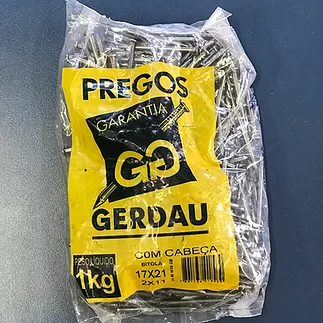 PREGOS
GARANTIA
GG
GERDAU
COM CABEÇA
BITOLA
17X21
2X11
PESO LÍQUIDO
1kg